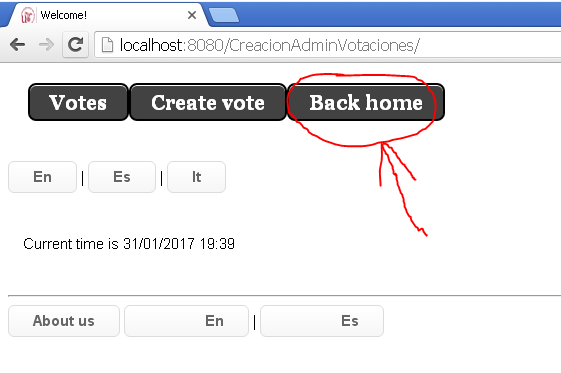 Welcome!
localhost:8080/CreacionAdminVotaciones/
Votes Create vote Back home
En | Es | It
Current time is 31/01/2017 19:39
About us En | Es